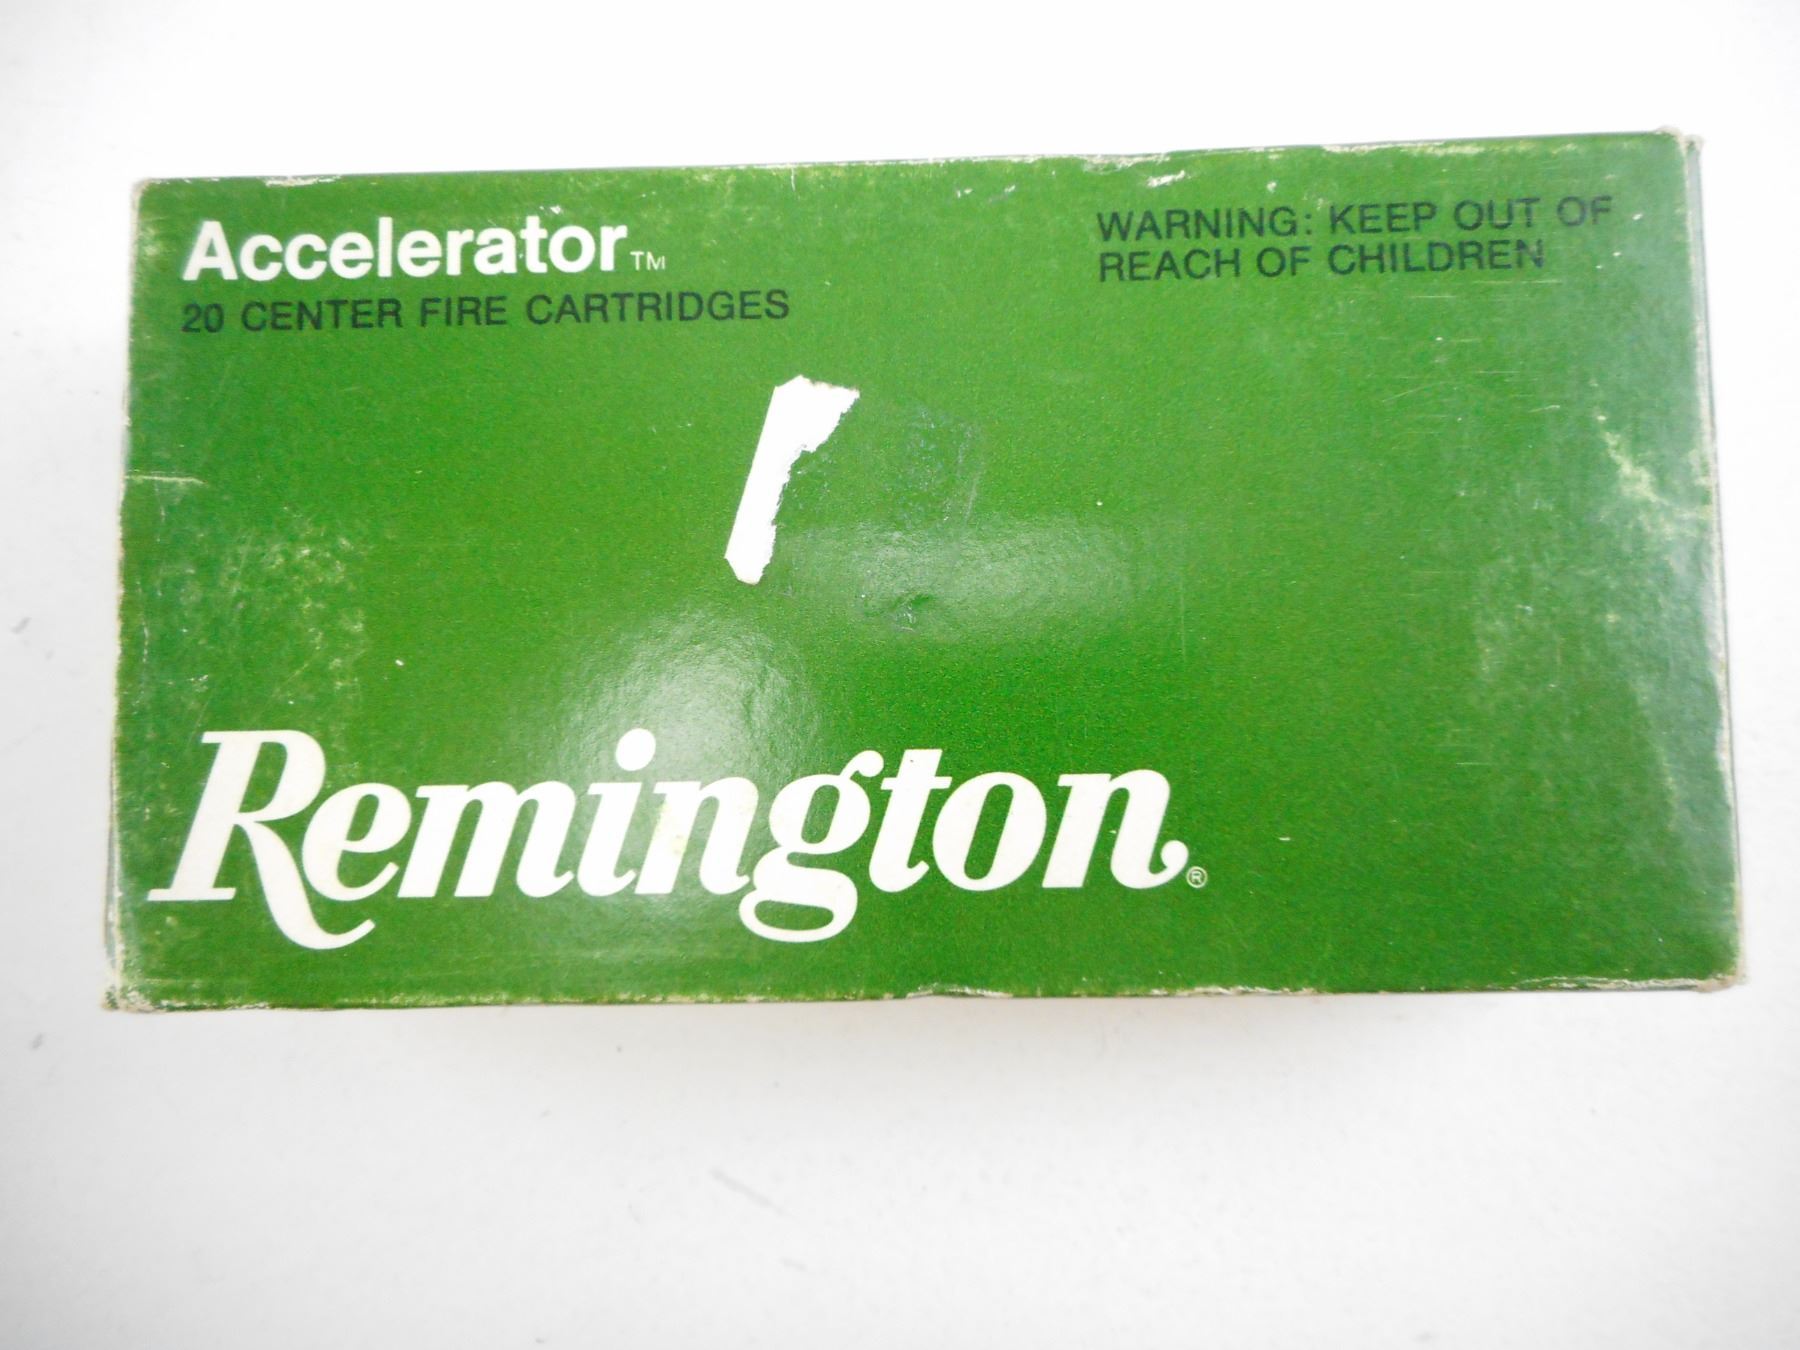 Accelerator™
20 CENTER FIRE CARTRIDGES
WARNING: KEEP OUT OF
REACH OF CHILDREN
Remington®